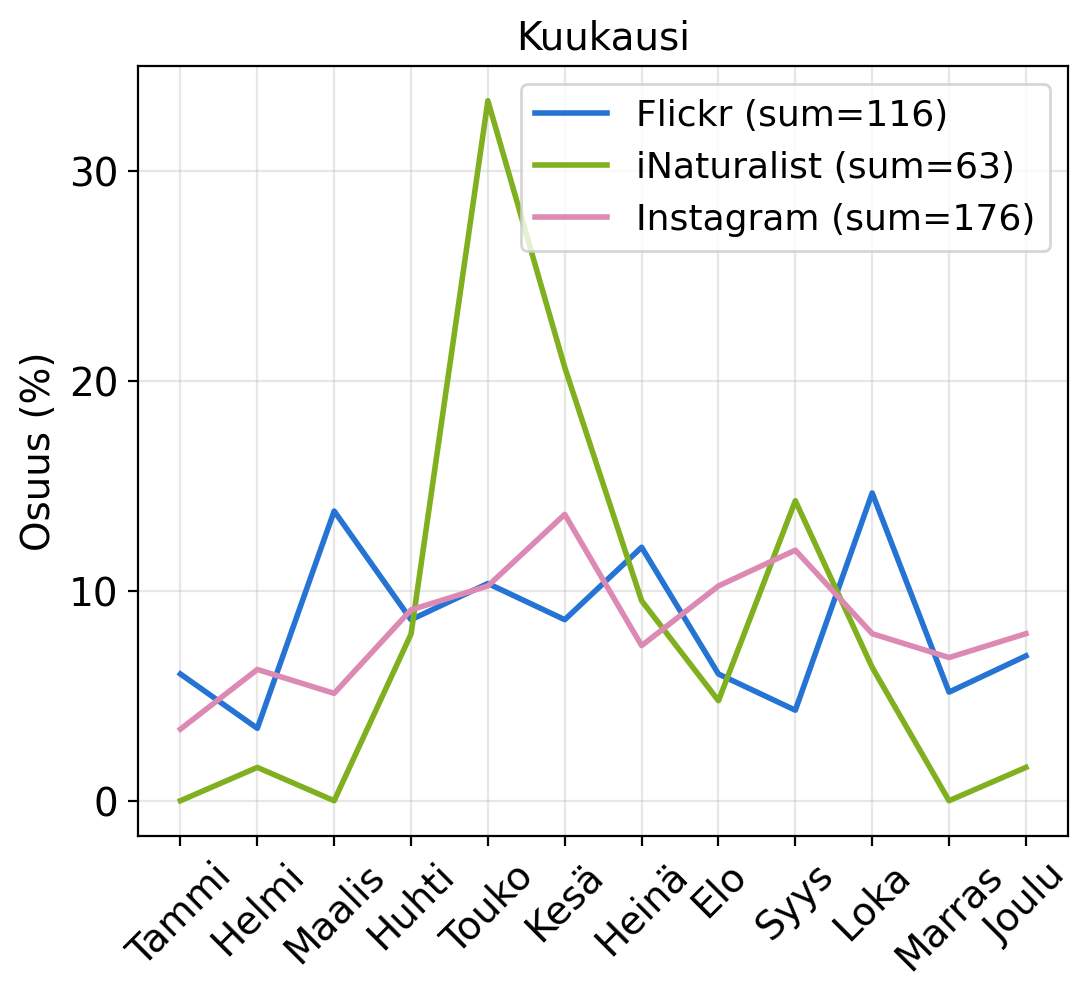 Kuukausi
Flickr (sum=116)
iNaturalist (sum=63)
Instagram (sum=176)
Osuus (%)
30
20
10
0
Tammi
Helmi
Maalis
Huhti
Touko
Kesä
Heinä
Elo
Syys
Loka
Marras
Joulu